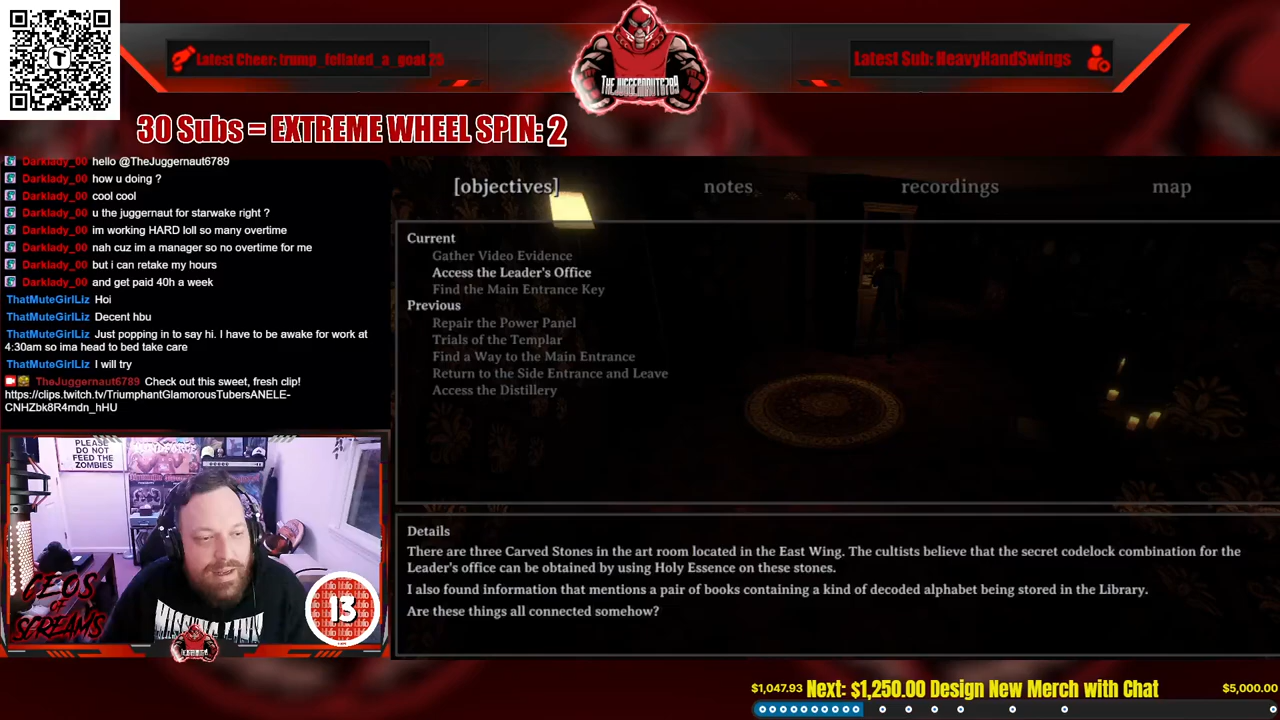 Latest Cheer: trump_fellated_a_goat 25
THEJUGGERNAUT6789
Latest Sub: HeavyHandSwings
30 Subs = EXTREME WHEEL SPIN: 2
Darklady_00 hello @TheJuggernaut6789
Darklady_00 how u doing ?
Darklady_00 cool cool
Darklady_00 u the juggernaut for starwake right ?
Darklady_00 im working HARD loll so many overtime
Darklady_00 nah cuz im a manager so no overtime for me
Darklady_00 but i can retake my hours
Darklady_00 and get paid 40h a week
ThatMuteGirlLiz Hoi
ThatMuteGirlLiz Decent hbu
ThatMuteGirlLiz Just popping in to say hi. I have to be awake for work at
4:30am so ima head to bed take care
ThatMuteGirlLiz I will try
TheJuggernaut6789 Check out this sweet, fresh clip!
https://clips.twitch.tv/TriumphantGlamorousTubersANELE-
CNHZbk8R4mdn_hHU
[objectives]
notes
recordings
map
Current
Gather Video Evidence
Access the Leader's Office
Find the Main Entrance Key
Previous
Repair the Power Panel
Trials of the Templar
Find a Way to the Main Entrance
Return to the Side Entrance and Leave
Access the Distillery
Details
There are three Carved Stones in the art room located in the East Wing. The cultists believe that the secret codelock combination for the
Leader's office can be obtained by using Holy Essence on these stones.
I also found information that mentions a pair of books containing a kind of decoded alphabet being stored in the Library.
Are these things all connected somehow?
PLEASE
DO NOT
FEED THE
ZOMBIES
GEOS
OF
SCREAMS
13
$1,047.93 Next: $1,250.00 Design New Merch with Chat $5,000.00